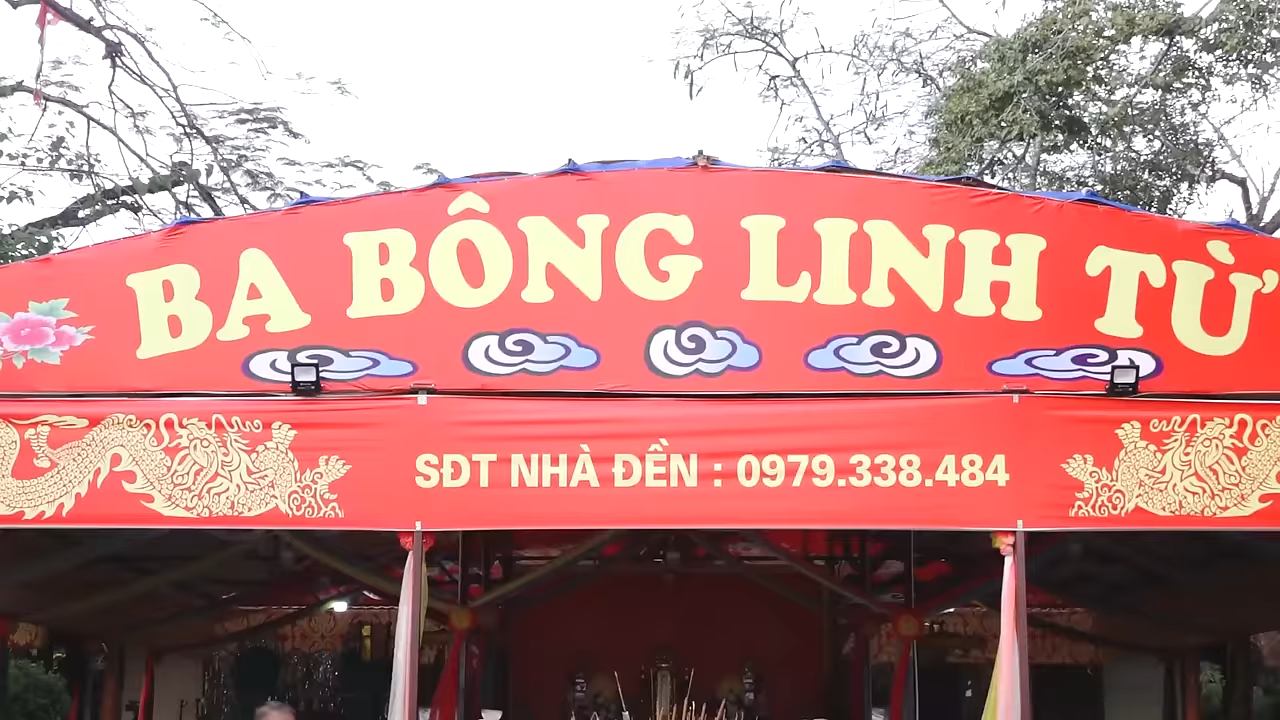 BA BÔNG LINH TỪ
SĐT NHÀ ĐỀN : 0979.338.484